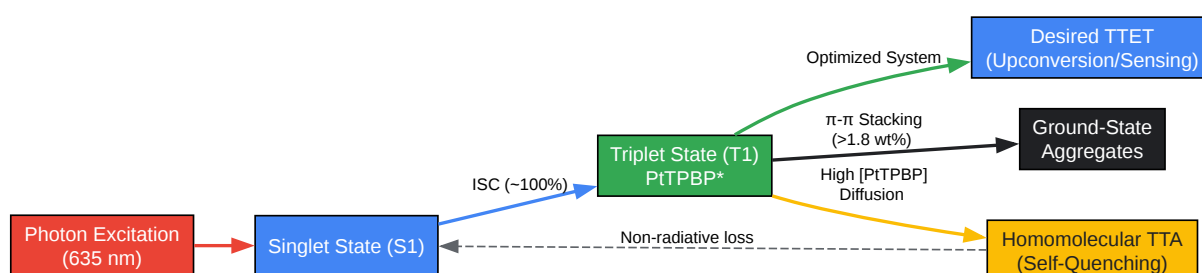 Desired TTET
(Upconversion/Sensing)
Optimized System
π-π Stacking
(>1.8 wt%)
Ground-State
Aggregates
Triplet State (T1)
PtTPBP*
ISC (~100%)
High [PtTPBP]
Diffusion
Photon Excitation
(635 nm)
Singlet State (S1)
Non-radiative loss
Homomolecular TTA
(Self-Quenching)